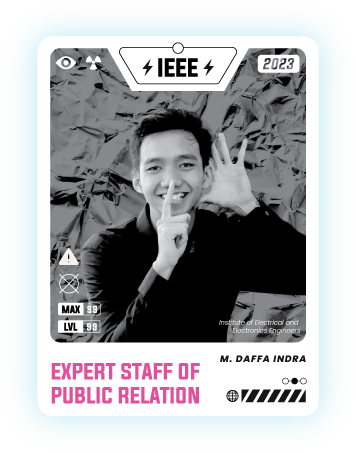 IEEE
2023
MAX 99
LVL 99
Institute of Electrical and
Electronics Engineers
M. DAFFA INDRA
EXPERT STAFF OF
PUBLIC RELATION